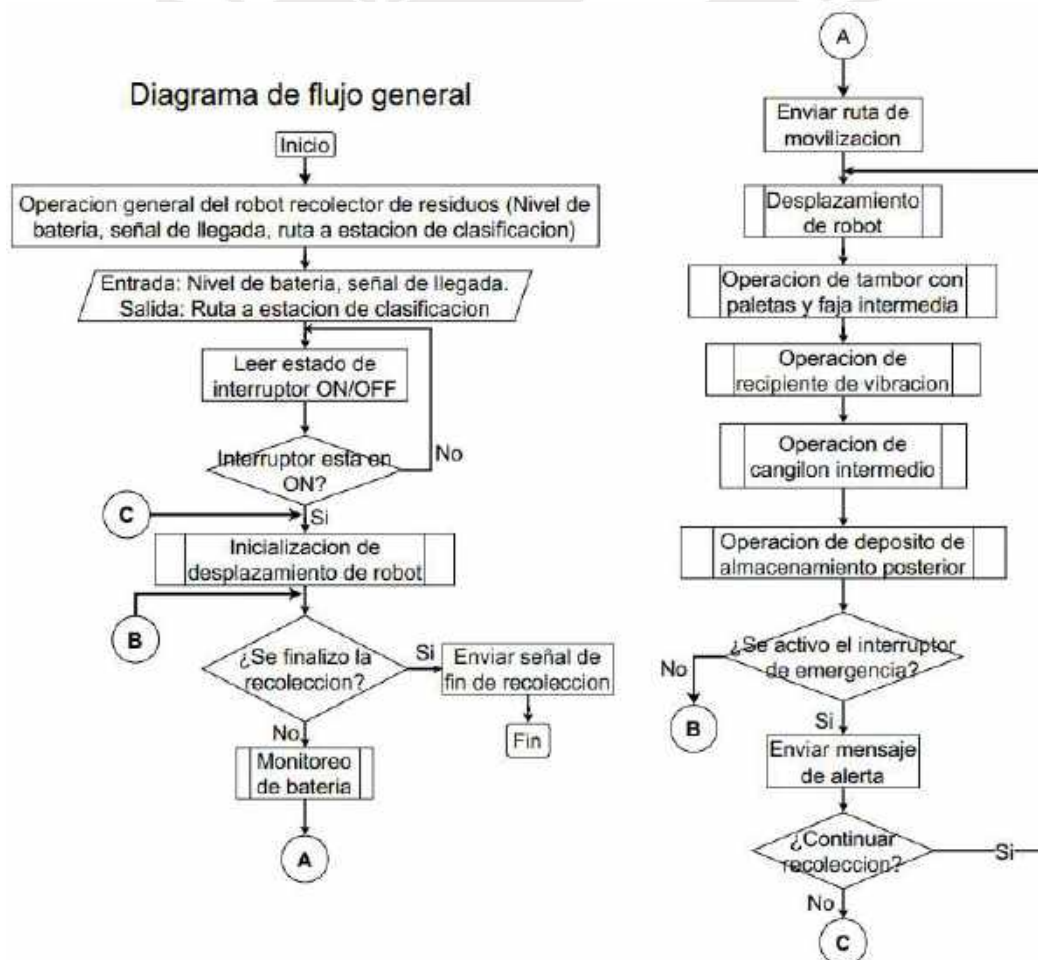 Diagrama de flujo general
Inicio
Operacion general del robot recolector de residuos (Nivel de
bateria, señal de llegada, ruta a estacion de clasificacion)
Entrada: Nivel de bateria, señal de llegada.
Salida: Ruta a estacion de clasificacion
Leer estado de
interruptor ON/OFF
Interruptor esta en
ON?
No
C
Si
Inicializacion de
desplazamiento de robot
B
¿Se finalizo la
recoleccion?
Si
Enviar señal de
fin de recoleccion
Fin
No
Monitoreo
de bateria
A
A
Enviar ruta de
movilizacion
Desplazamiento
de robot
Operacion de tambor con
paletas y faja intermedia
Operacion de
recipiente de vibracion
Operacion de
cangilon intermedio
Operacion de deposito de
almacenamiento posterior
¿Se activo el interruptor
de emergencia?
No
B
Si
Enviar mensaje
de alerta
¿Continuar
recoleccion?
Si
No
C